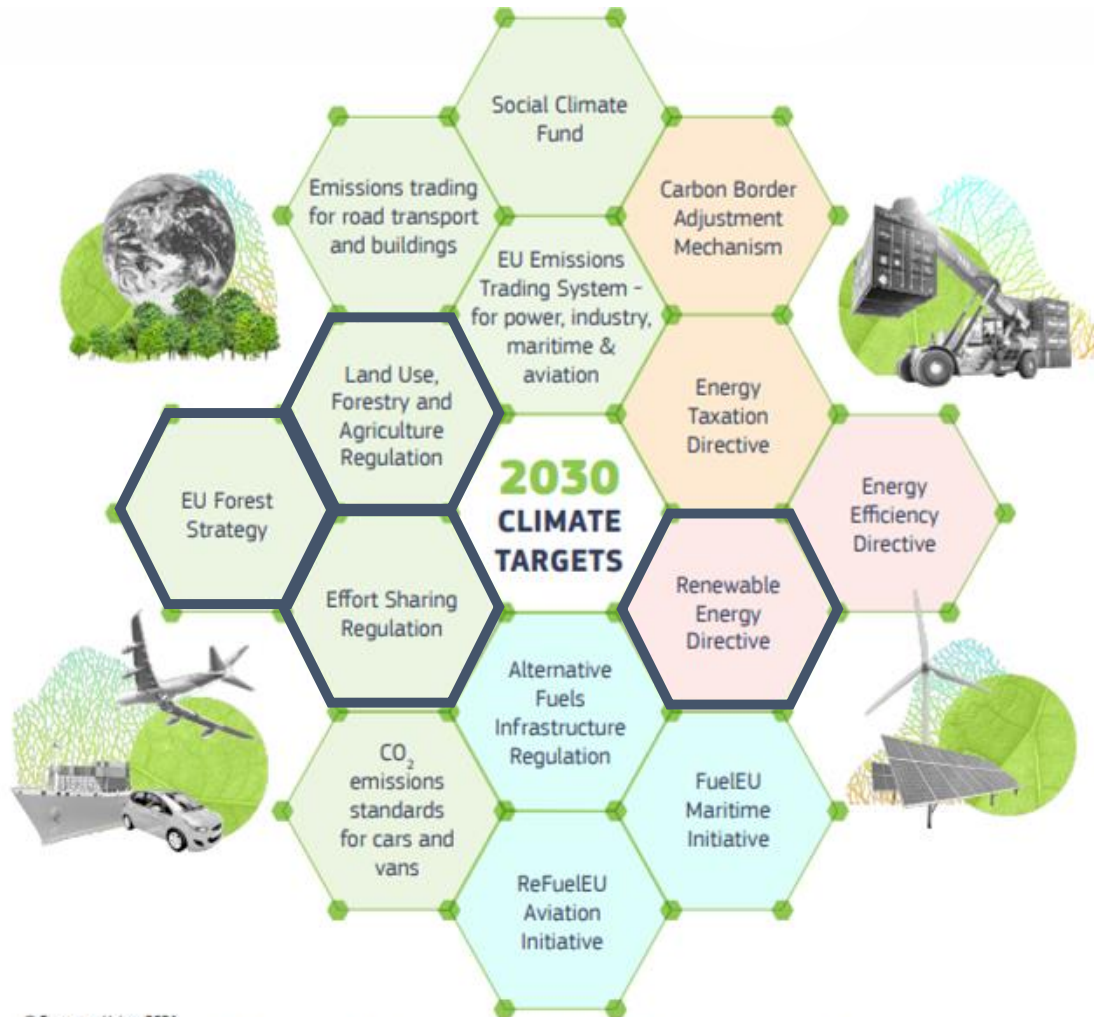 Social Climate
Fund
Emissions trading
for road transport
and buildings
Carbon Border
Adjustment
Mechanism
EU Emissions
Trading System -
for power, industry,
maritime &
aviation
Land Use,
Forestry and
Agriculture
Regulation
Energy
Taxation
Directive
EU Forest
Strategy
2030
CLIMATE
TARGETS
Energy
Efficiency
Directive
Effort Sharing
Regulation
Renewable
Energy
Directive
Alternative
Fuels
Infrastructure
Regulation
CO₂
emissions
standards
for cars and
vans
FuelEU
Maritime
Initiative
ReFuelEU
Aviation
Initiative